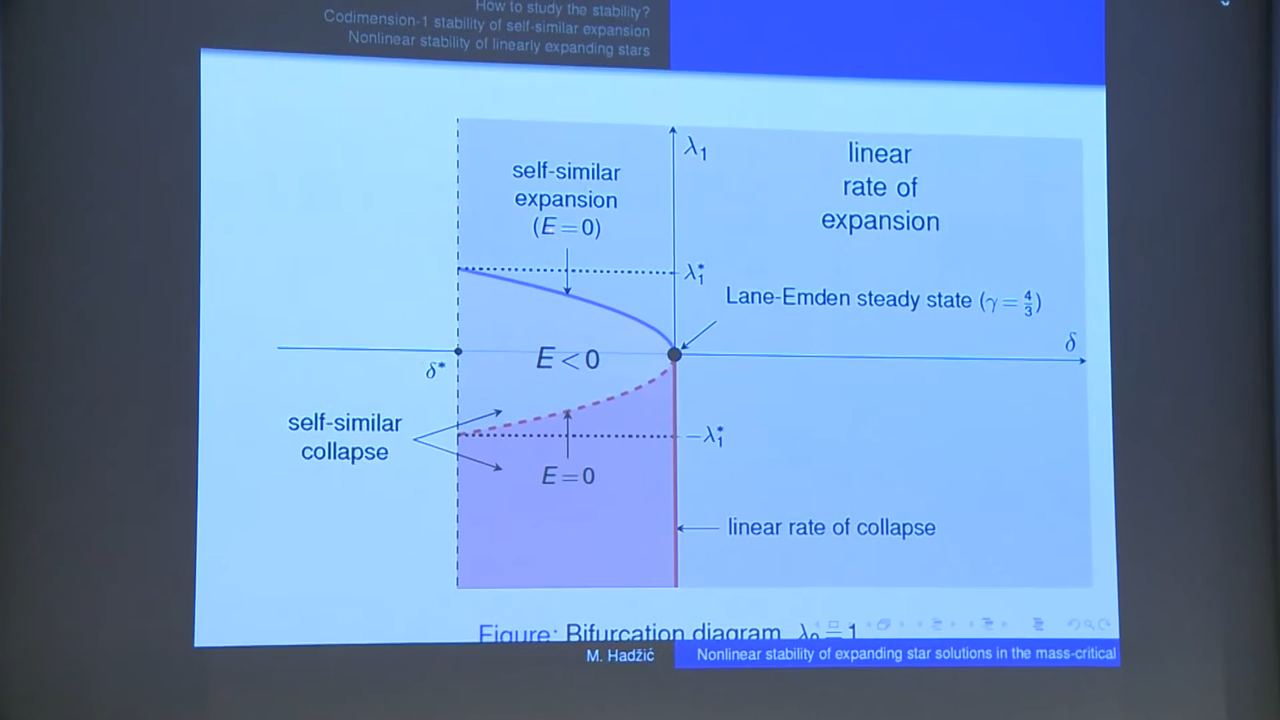 How to study the stability?
Codimension-1 stability of self-similar expansion
Nonlinear stability of linearly expanding stars
λ₁
linear
rate of
expansion
self-similar
expansion
(E=0)
λ₁*
Lane-Emden steady state (γ=4/3)
δ
E<0
δ*
self-similar
collapse
-λ₁*
E=0
linear rate of collapse
Figure: Bifurcation diagram, λ₀=1
M. Hadžić
Nonlinear stability of expanding star solutions in the mass-critical